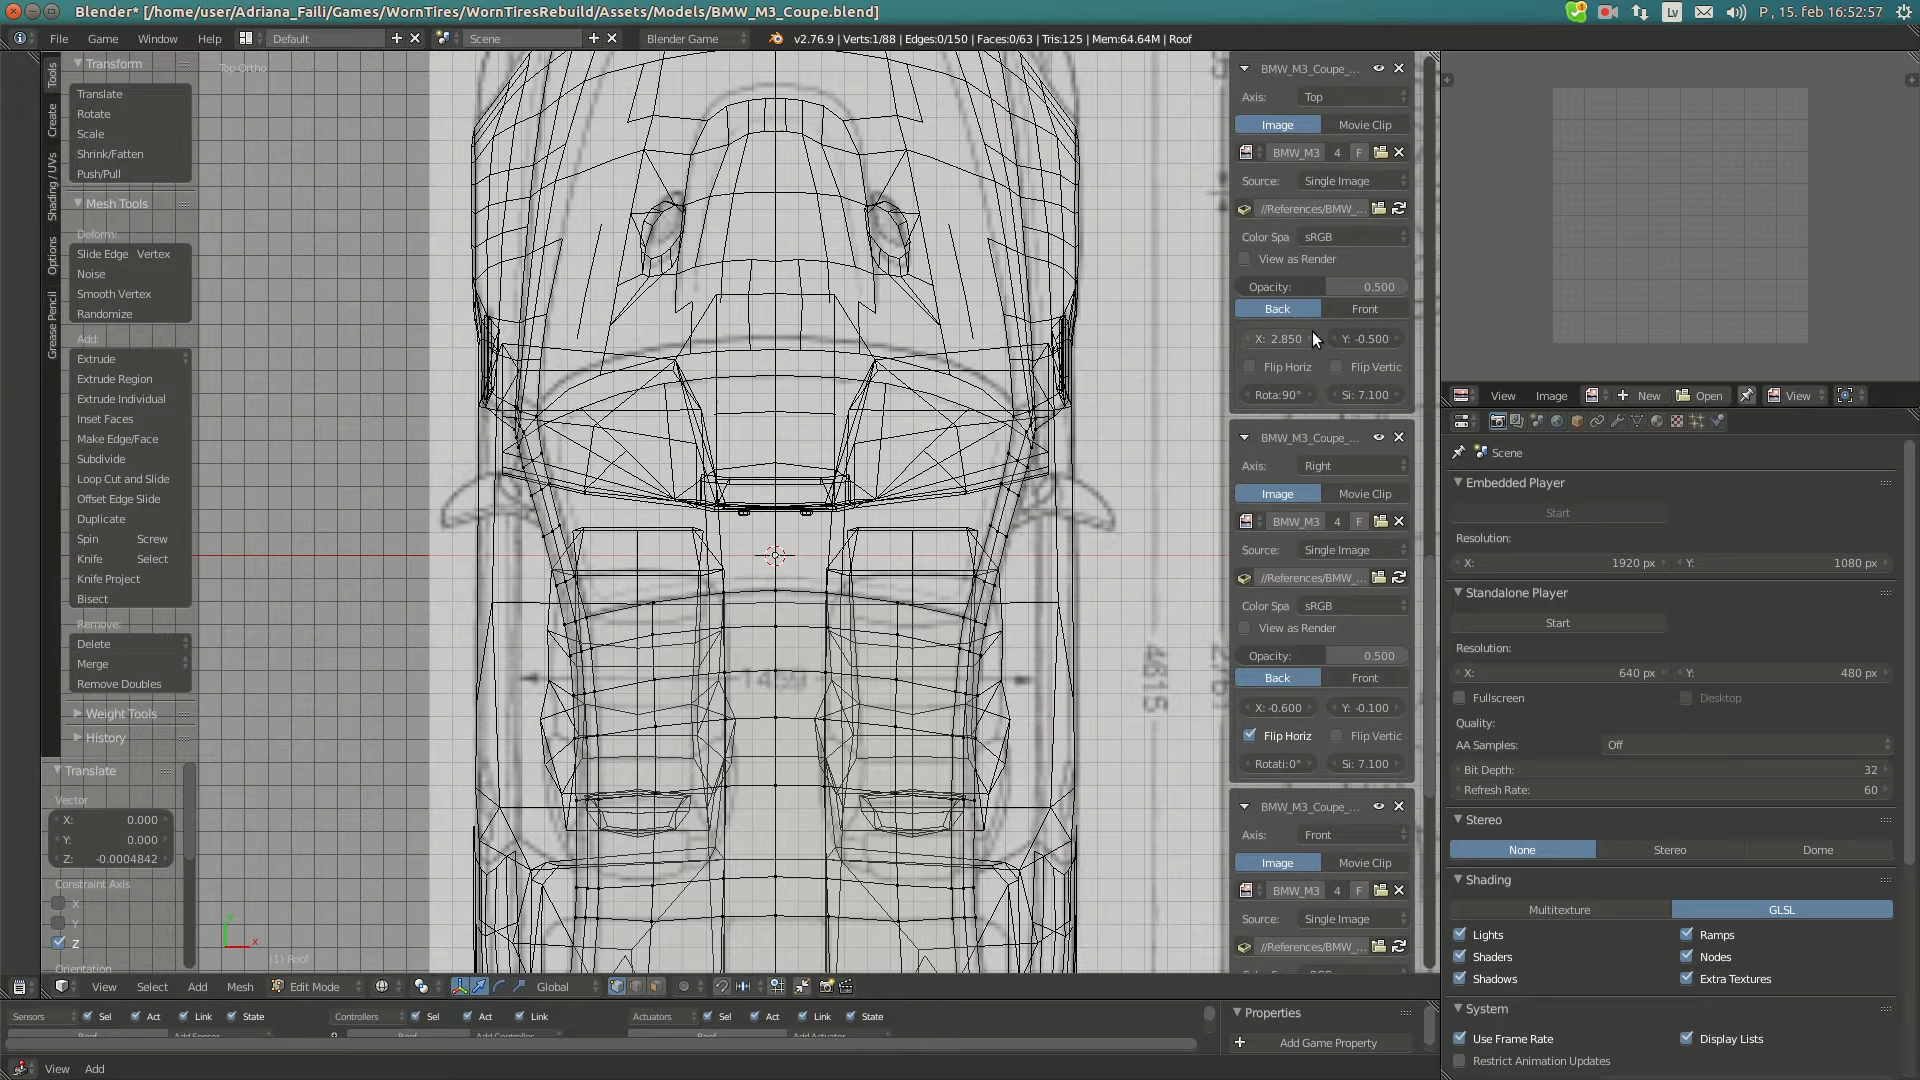 Blender* [/home/user/Adriana_Faili/Games/WornTires/WornTiresRebuild/Assets/Models/BMW_M3_Coupe.blend]
Lv
P , 15. feb 16:52:57
File Game Window Help Default Scene Blender Game v2.76.9 | Verts:1/88 | Edges:0/150 | Faces:0/63 | Tris:125 | Mem:64.64M | Roof
Tools
Create
Shading / UVs
Options
Grease Pencil
Transform
Translate
Rotate
Scale
Shrink/Fatten
Push/Pull
Mesh Tools
Deform:
Slide Edge Vertex
Noise
Smooth Vertex
Randomize
Add:
Extrude
Extrude Region
Extrude Individual
Inset Faces
Make Edge/Face
Subdivide
Loop Cut and Slide
Offset Edge Slide
Duplicate
Spin Screw
Knife Select
Knife Project
Bisect
Remove:
Delete
Merge
Remove Doubles
Weight Tools
History
Translate
Vector
X: 0.000
Y: 0.000
Z: -0.0004842
Constraint Axis
X
Y
Z
Orientation
Top Ortho
4815
y
x
(1) Roof
BMW_M3_Coupe_...
Axis: Top
Image Movie Clip
BMW_M3 4 F
Source: Single Image
//References/BMW_...
Color Spa sRGB
View as Render
Opacity: 0.500
Back Front
X: 2.850 Y: -0.500
Flip Horiz Flip Vertic
Rota:90° Si: 7.100
BMW_M3_Coupe_...
Axis: Right
Image Movie Clip
BMW_M3 4 F
Source: Single Image
//References/BMW_...
Color Spa sRGB
View as Render
Opacity: 0.500
Back Front
X: -0.600 Y: -0.100
Flip Horiz Flip Vertic
Rotati:0° Si: 7.100
BMW_M3_Coupe_...
Axis: Front
Image Movie Clip
BMW_M3 4 F
Source: Single Image
//References/BMW_...
View Select Add Mesh Edit Mode Global
Sensors Sel Act Link State
Controllers Sel Act Link
Actuators Sel Act Link State
Properties
Add Game Property
View Add
View Image New Open View
Scene
Embedded Player
Start
Resolution:
X: 1920 px Y: 1080 px
Standalone Player
Start
Resolution:
X: 640 px Y: 480 px
Fullscreen Desktop
Quality:
AA Samples: Off
Bit Depth: 32
Refresh Rate: 60
Stereo
None Stereo Dome
Shading
Multitexture GLSL
Lights Ramps
Shaders Nodes
Shadows Extra Textures
System
Use Frame Rate Display Lists
Restrict Animation Updates